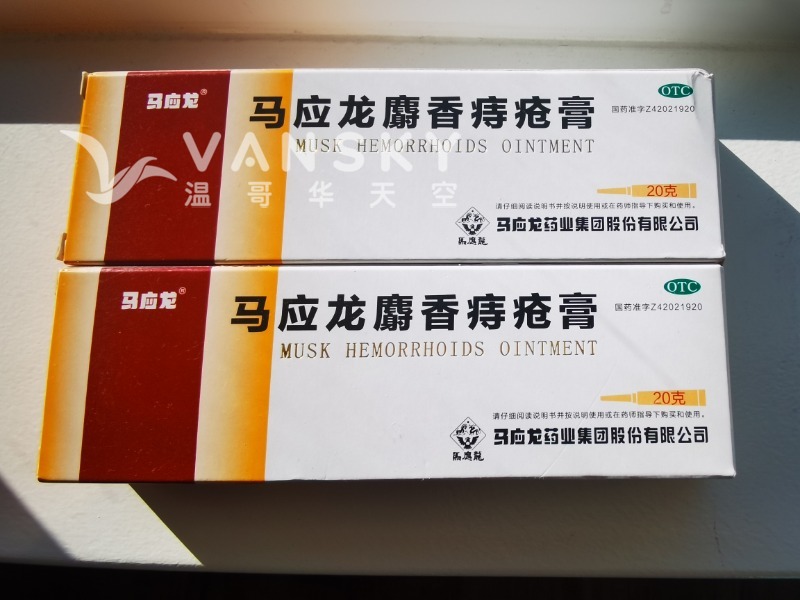 马应龙®
马应龙麝香痔疮膏
MUSK HEMORRHOIDS OINTMENT
OTC
国药准字Z42021920
VANSKY
温哥华天空
20克
请仔细阅读说明书并按说明使用或在药师指导下购买和使用。
馬應龍
马应龙药业集团股份有限公司
马应龙®
马应龙麝香痔疮膏
MUSK HEMORRHOIDS OINTMENT
OTC
国药准字Z42021920
20克
请仔细阅读说明书并按说明使用或在药师指导下购买和使用。
馬應龍
马应龙药业集团股份有限公司